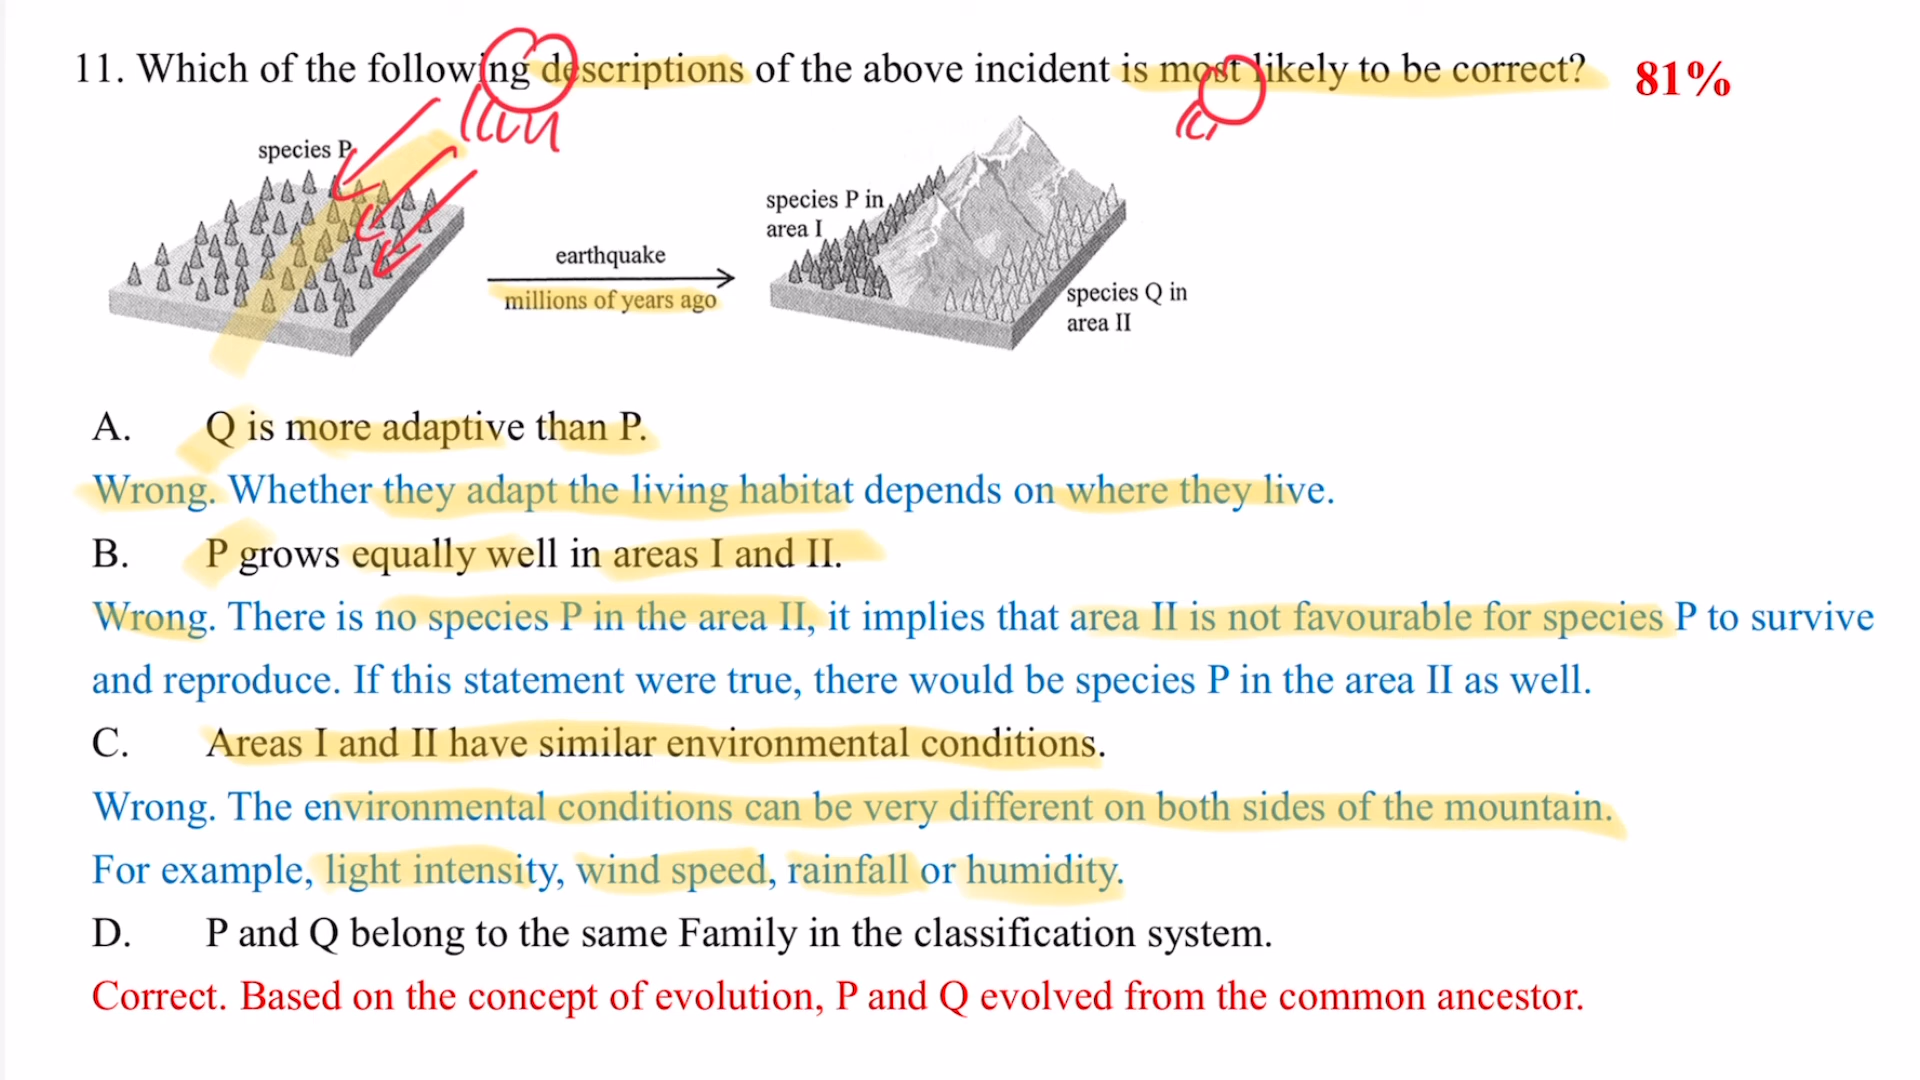 11. Which of the following descriptions of the above incident is most likely to be correct? 81%
species P
earthquake
millions of years ago
species P in
area I
species Q in
area II
A. Q is more adaptive than P.
Wrong. Whether they adapt the living habitat depends on where they live.
B. P grows equally well in areas I and II.
Wrong. There is no species P in the area II, it implies that area II is not favourable for species P to survive
and reproduce. If this statement were true, there would be species P in the area II as well.
C. Areas I and II have similar environmental conditions.
Wrong. The environmental conditions can be very different on both sides of the mountain.
For example, light intensity, wind speed, rainfall or humidity.
D. P and Q belong to the same Family in the classification system.
Correct. Based on the concept of evolution, P and Q evolved from the common ancestor.